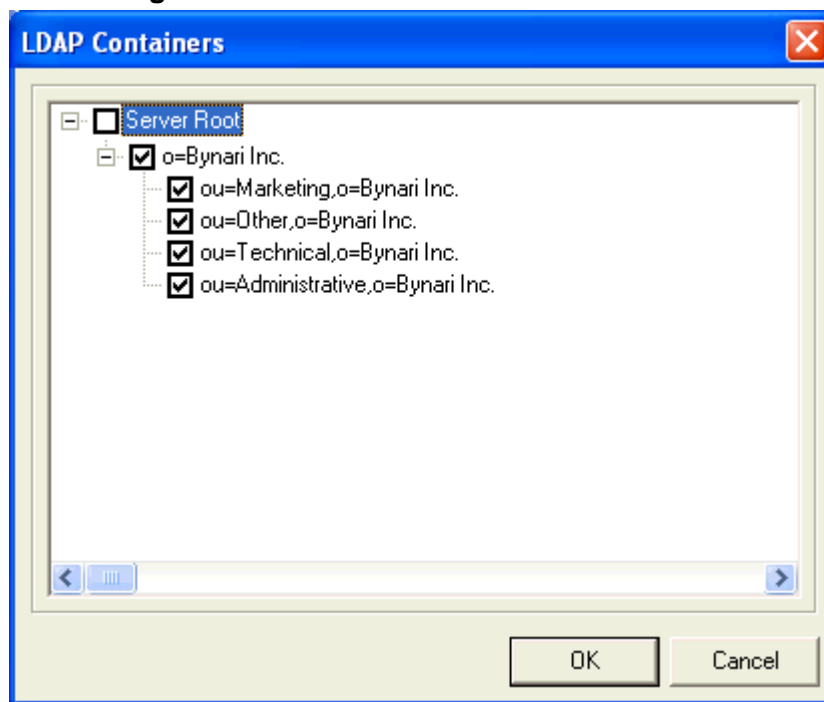 LDAP Containers
Server Root
o=Bynari Inc.
ou=Marketing,o=Bynari Inc.
ou=Other,o=Bynari Inc.
ou=Technical,o=Bynari Inc.
ou=Administrative,o=Bynari Inc.
OK Cancel